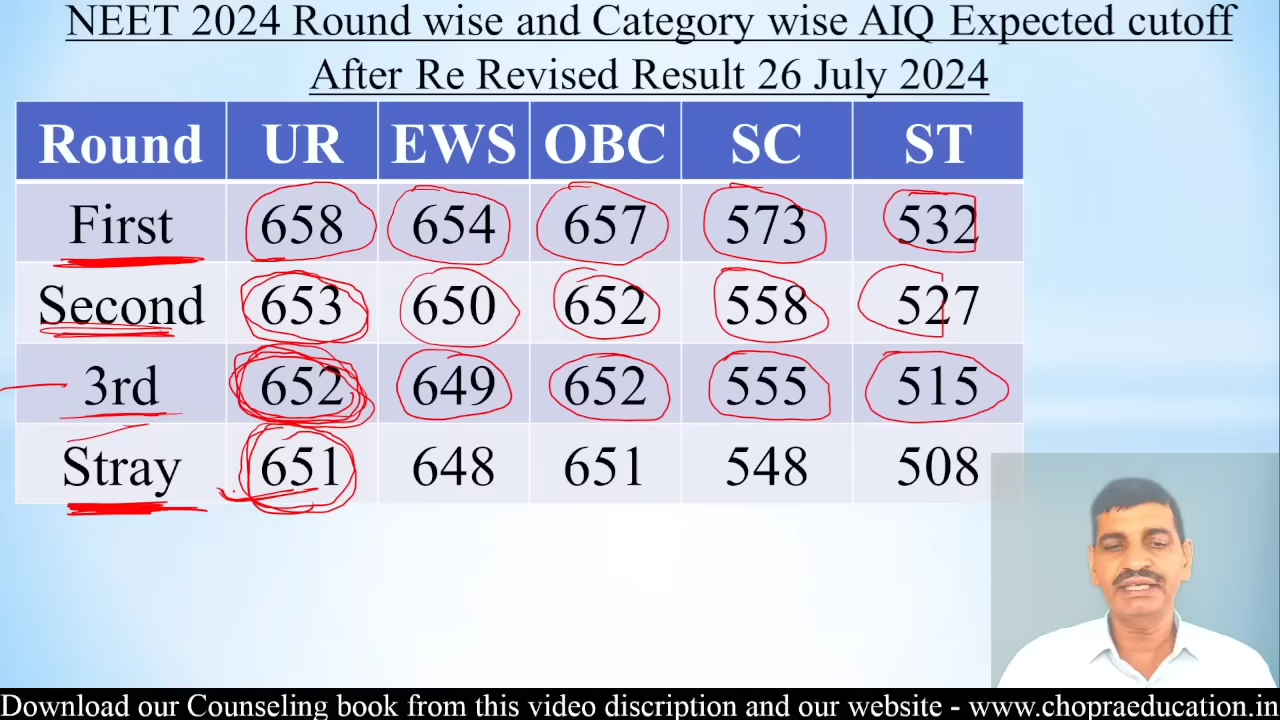 NEET 2024 Round wise and Category wise AIQ Expected cutoff
After Re Revised Result 26 July 2024
Round UR EWS OBC SC ST
First 658 654 657 573 532
Second 653 650 652 558 527
3rd 652 649 652 555 515
Stray 651 648 651 548 508
Download our Counseling book from this video discription and our website - www.chopraeducation.in